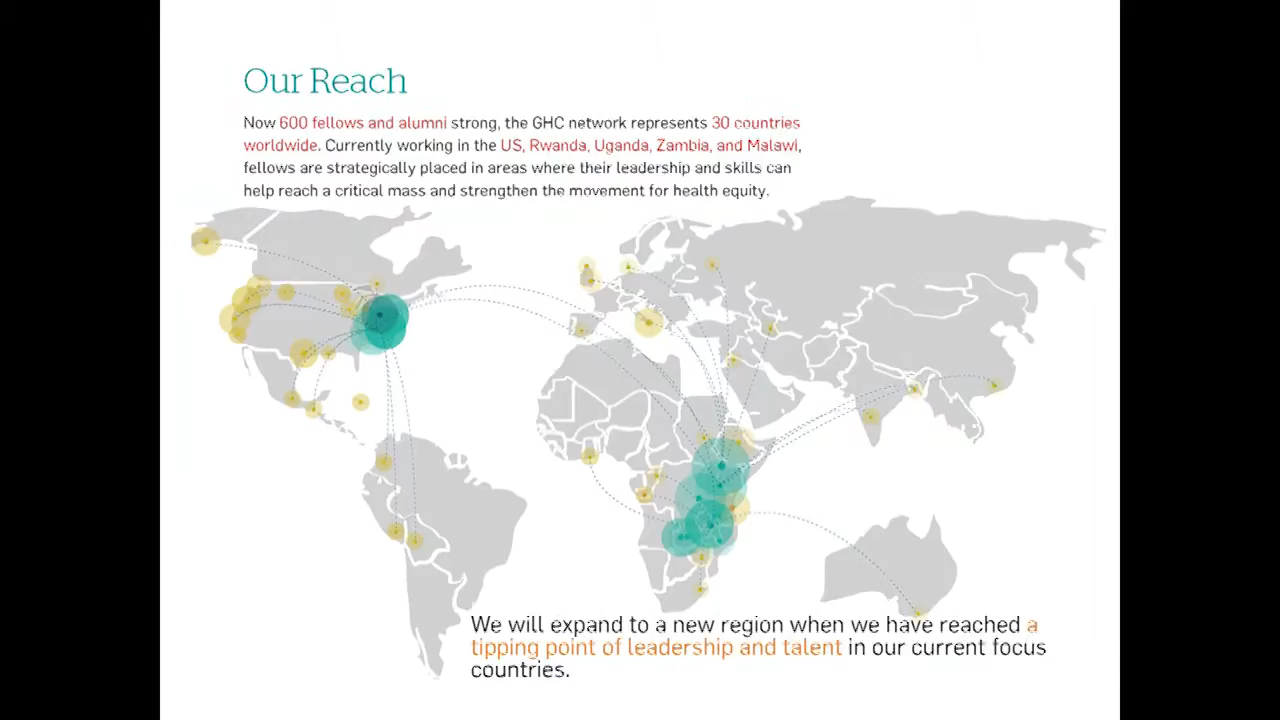 Our Reach
Now 600 fellows and alumni strong, the GHC network represents 30 countries
worldwide. Currently working in the US, Rwanda, Uganda, Zambia, and Malawi,
fellows are strategically placed in areas where their leadership and skills can
help reach a critical mass and strengthen the movement for health equity.
We will expand to a new region when we have reached a
tipping point of leadership and talent in our current focus
countries.